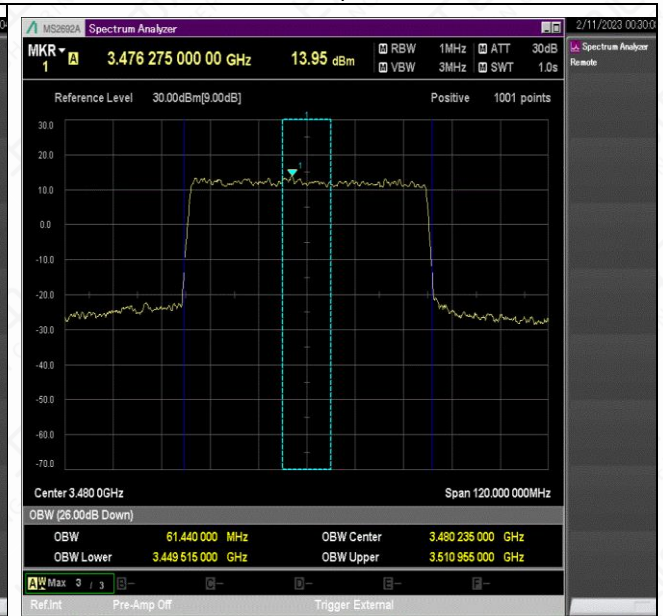 MS2692A Spectrum Analyzer
2/11/2023 00:30:0
MKR 1 A 3.476 275 000 00 GHz 13.95 dBm M RBW 1MHz M ATT 30dB
M VBW 3MHz M SWT 1.0s
Spectrum Analyzer
Remote
Reference Level 30.00dBm[9.00dB] Positive 1001 points
1
30.0
20.0
1
10.0
0.0
-10.0
-20.0
-30.0
-40.0
-50.0
-60.0
-70.0
Center 3.480 0GHz Span 120.000 000MHz
OBW (26.00dB Down)
OBW 61.440 000 MHz OBW Center 3.480 235 000 GHz
OBW Lower 3.449 515 000 GHz OBW Upper 3.510 955 000 GHz
A W Max 3 / 3 B- C- D- E- F-
Ref.Int Pre-Amp Off Trigger External